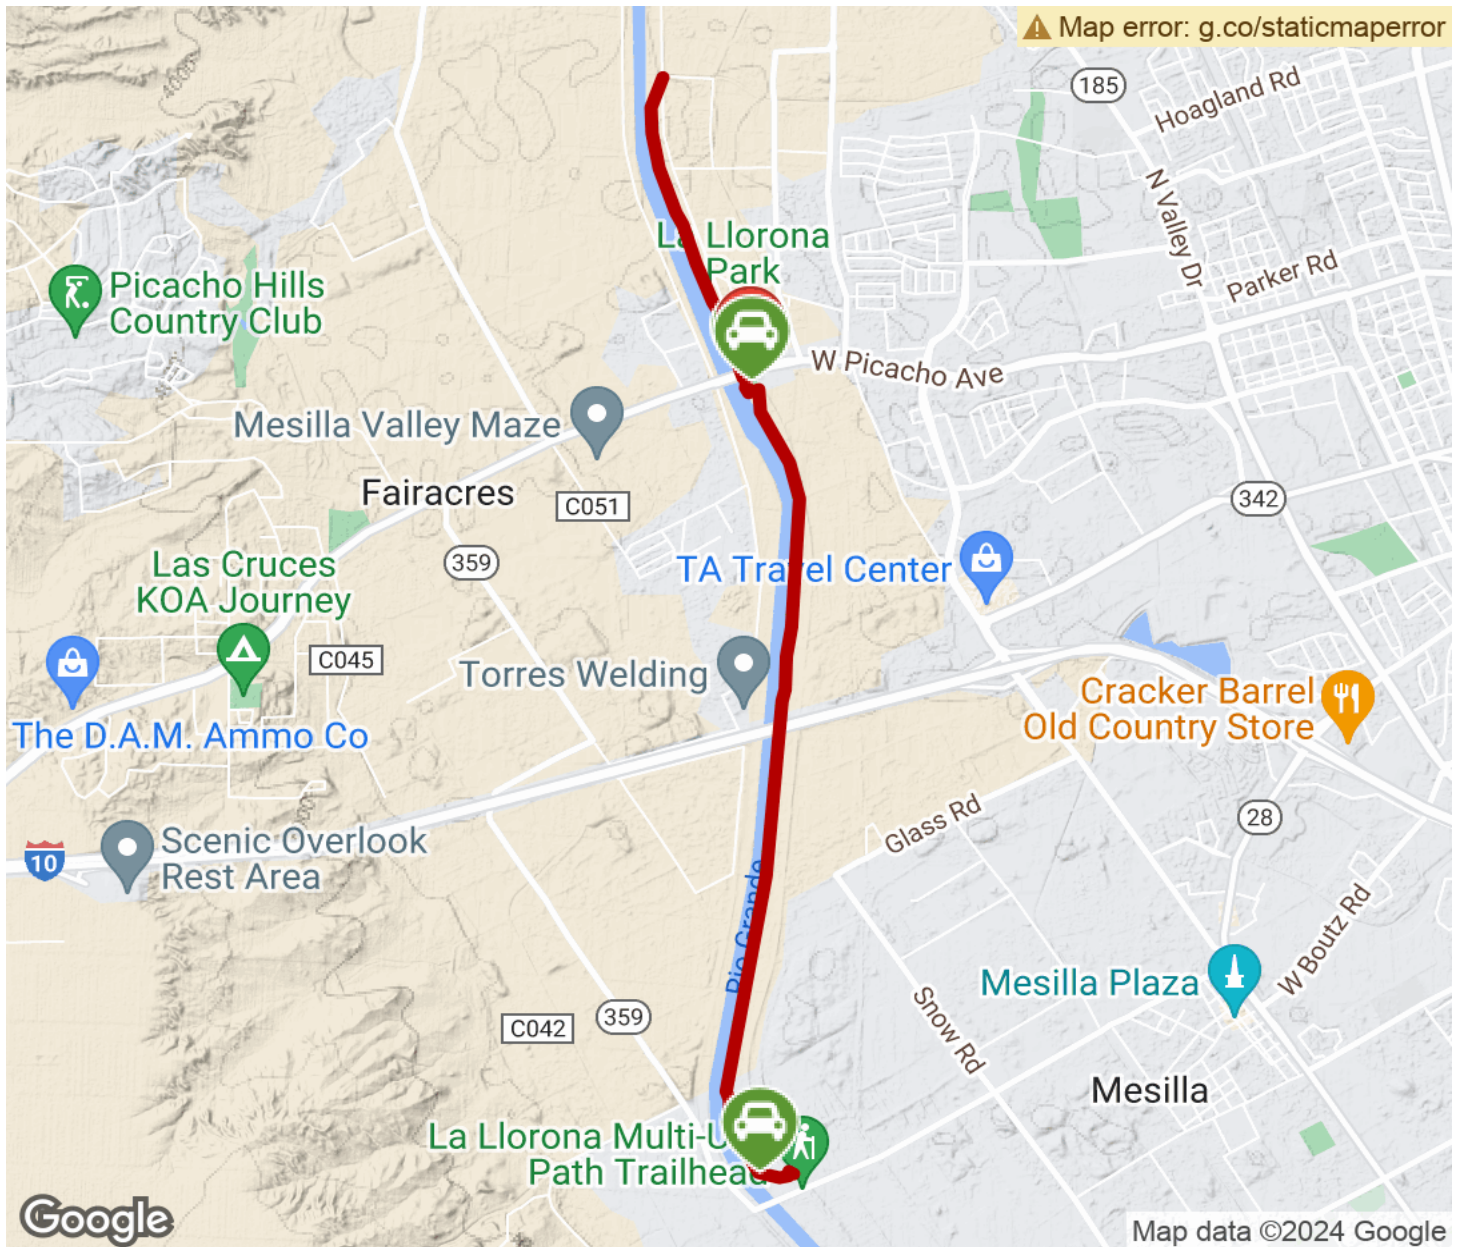 Map error: g.co/staticmaperror
185
Hoagland Rd
4005
N Valley Dr
La Llorona
Park
Parker Rd
Picacho Hills
Country Club
W Picacho Ave
Mesilla Valley Maze
Fairacres
C051
342
359
TA Travel Center
Las Cruces
KOA Journey
C045
Torres Welding
Cracker Barrel
Old Country Store
The D.A.M. Ammo Co
28
Glass Rd
10
Scenic Overlook
Rest Area
Rio Grande
W Boutz Rd
Mesilla Plaza
Snow Rd
359
C042
Mesilla
La Llorona Multi-U
Path Trailhead
Google
Map data ©2024 Google